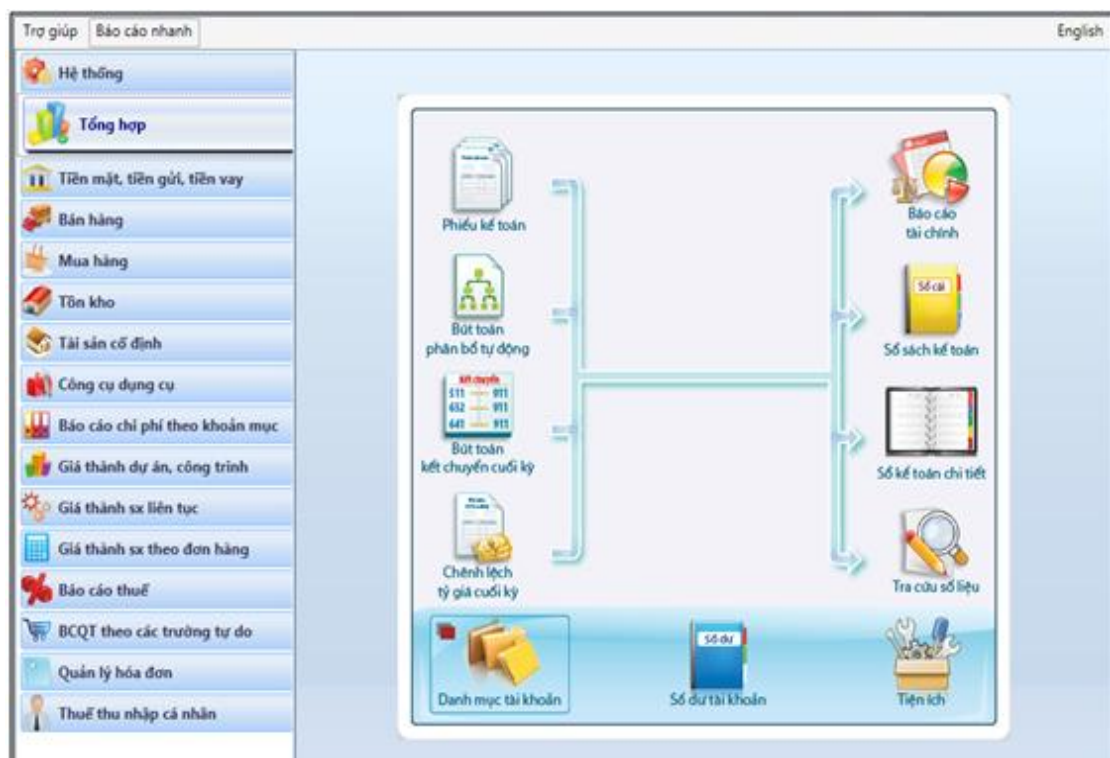 Trợ giúp
Báo cáo nhanh
English
Hệ thống
Tổng hợp
Tiền mặt, tiền gửi, tiền vay
Bán hàng
Mua hàng
Tồn kho
Tài sản cố định
Công cụ dụng cụ
Báo cáo chi phí theo khoản mục
Giá thành dự án, công trình
Giá thành sx liên tục
Giá thành sx theo đơn hàng
Báo cáo thuế
BCQT theo các trường tự do
Quản lý hóa đơn
Thuế thu nhập cá nhân
Phiếu kế toán
Bút toán
phân bổ tự động
Kết chuyển
511 911
632 911
641 911
Bút toán
kết chuyển cuối kỳ
Chênh lệch
tỷ giá cuối kỳ
Báo cáo
tài chính
Sổ cái
Sổ sách kế toán
Sổ kế toán chi tiết
Tra cứu số liệu
Danh mục tài khoản
Số dư
Số dư tài khoản
Tiện ích